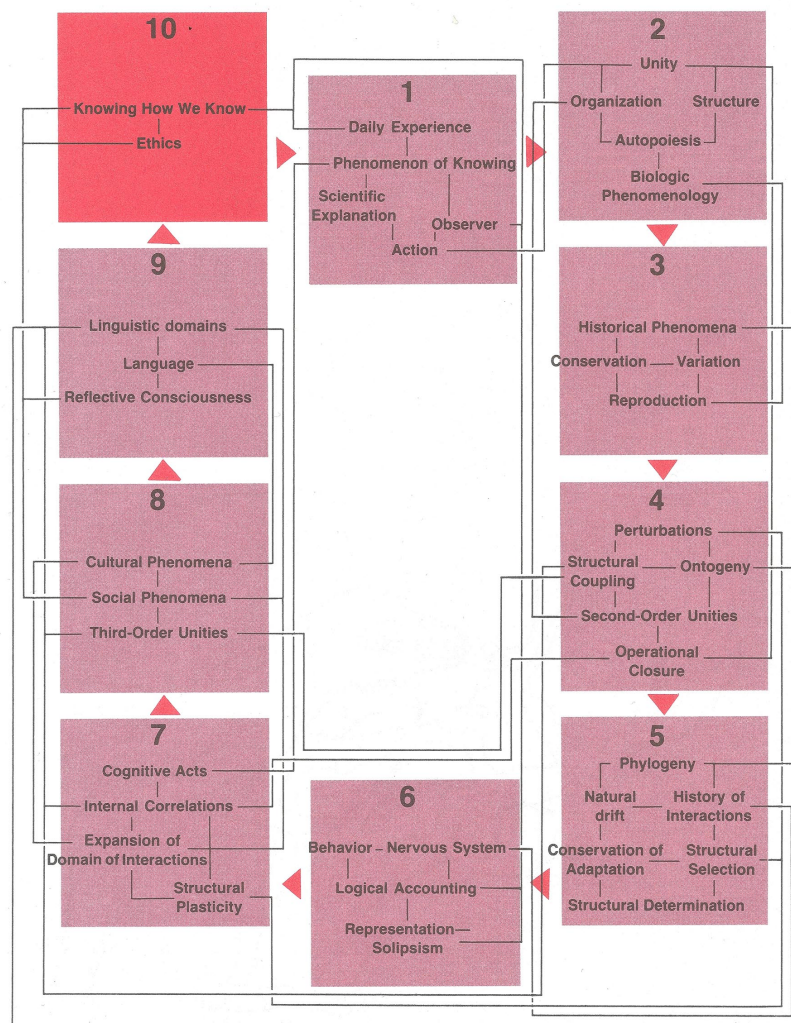 10
Knowing How We Know
Ethics
1
Daily Experience
Phenomenon of Knowing
Scientific
Explanation
Observer
Action
2
Unity
Organization
Structure
Autopoiesis
Biologic
Phenomenology
3
Historical Phenomena
Conservation
Variation
Reproduction
4
Perturbations
Structural
Coupling
Ontogeny
Second-Order Unities
Operational
Closure
5
Phylogeny
Natural
drift
History of
Interactions
Conservation of
Adaptation
Structural
Selection
Structural Determination
6
Behavior – Nervous System
Logical Accounting
Representation–
Solipsism
7
Cognitive Acts
Internal Correlations
Expansion of
Domain of Interactions
Structural
Plasticity
8
Cultural Phenomena
Social Phenomena
Third-Order Unities
9
Linguistic domains
Language
Reflective Consciousness